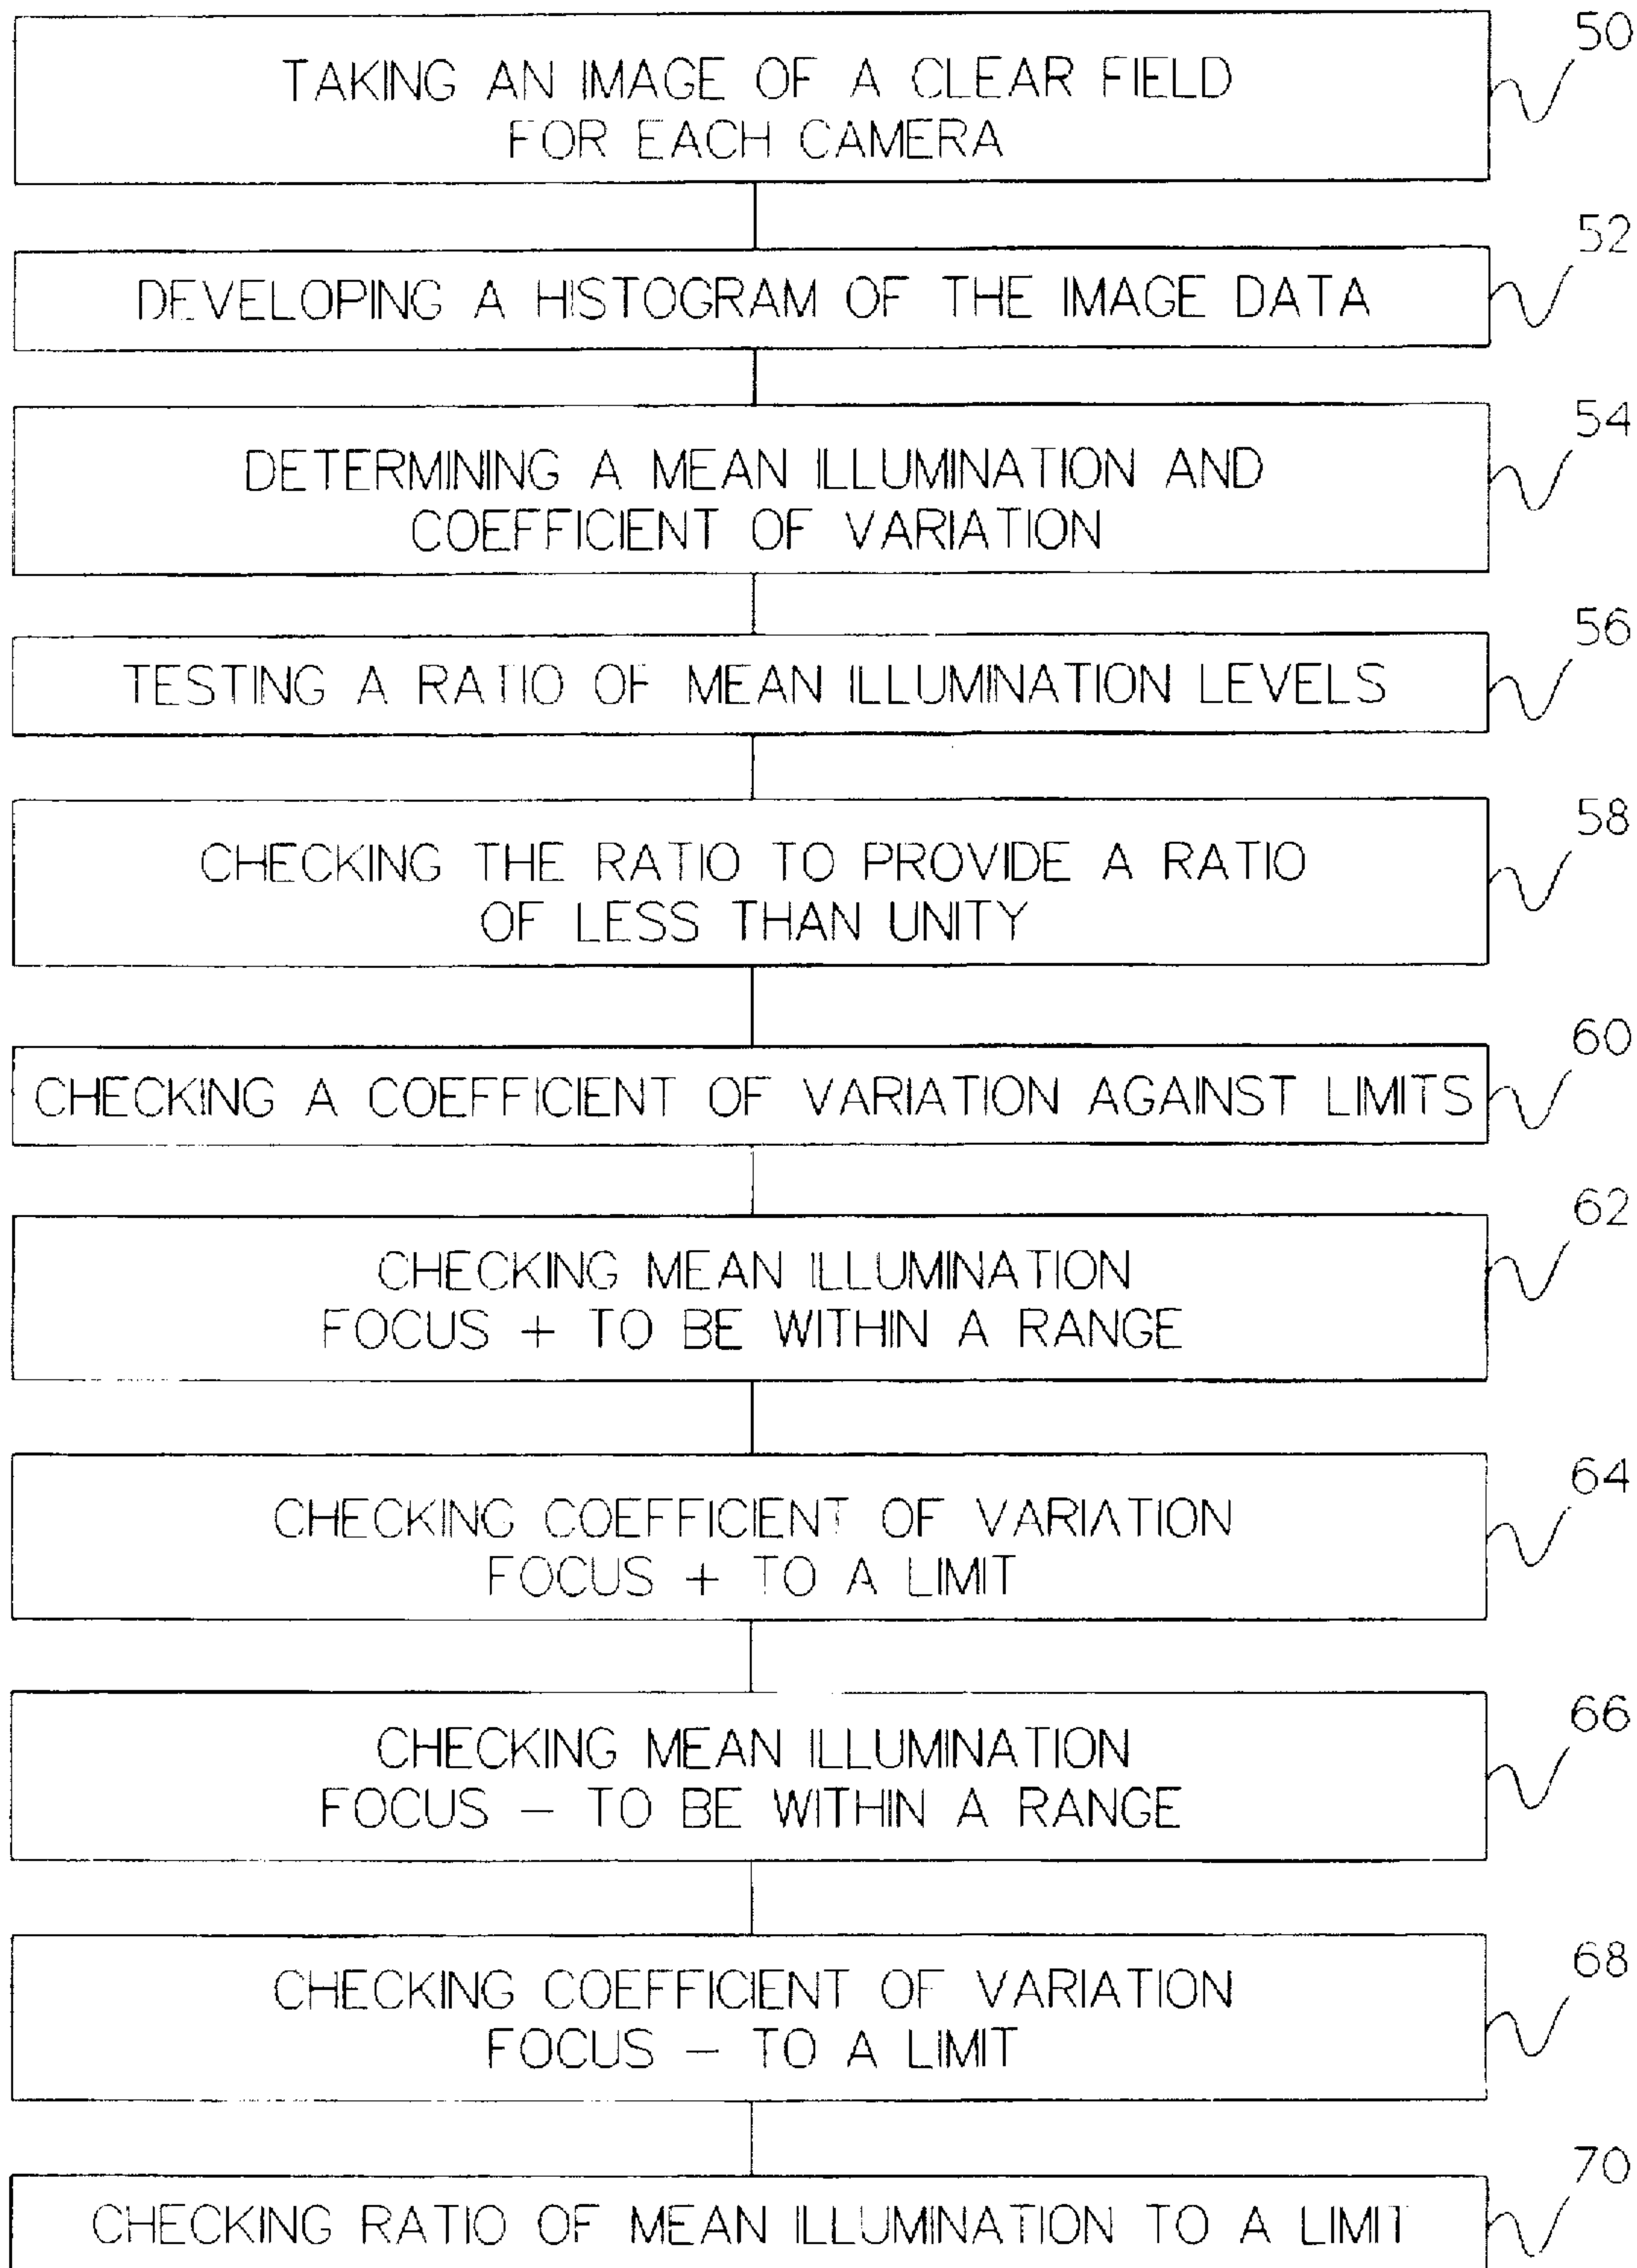 50
TAKING AN IMAGE OF A CLEAR FIELD
FOR EACH CAMERA
52
DEVELOPING A HISTOGRAM OF THE IMAGE DATA
54
DETERMINING A MEAN ILLUMINATION AND
COEFFICIENT OF VARIATION
56
TESTING A RATIO OF MEAN ILLUMINATION LEVELS
58
CHECKING THE RATIO TO PROVIDE A RATIO
OF LESS THAN UNITY
60
CHECKING A COEFFICIENT OF VARIATION AGAINST LIMITS
62
CHECKING MEAN ILLUMINATION
FOCUS + TO BE WITHIN A RANGE
64
CHECKING COEFFICIENT OF VARIATION
FOCUS + TO A LIMIT
66
CHECKING MEAN ILLUMINATION
FOCUS – TO BE WITHIN A RANGE
68
CHECKING COEFFICIENT OF VARIATION
FOCUS – TO A LIMIT
70
CHECKING RATIO OF MEAN ILLUMINATION TO A LIMIT